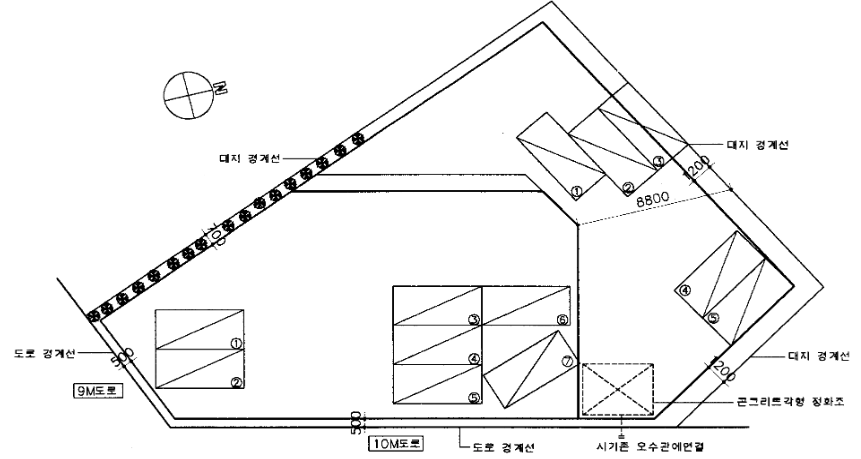 N
대지 경계선
대지 경계선
1200
8800
①
②
③
④
⑤
도로 경계선
500
9M도로
①
②
③
④
⑤
⑥
⑦
대지 경계선
1200
콘크리트각형 정화조
500
10M도로
도로 경계선
시기존 오수관에연결